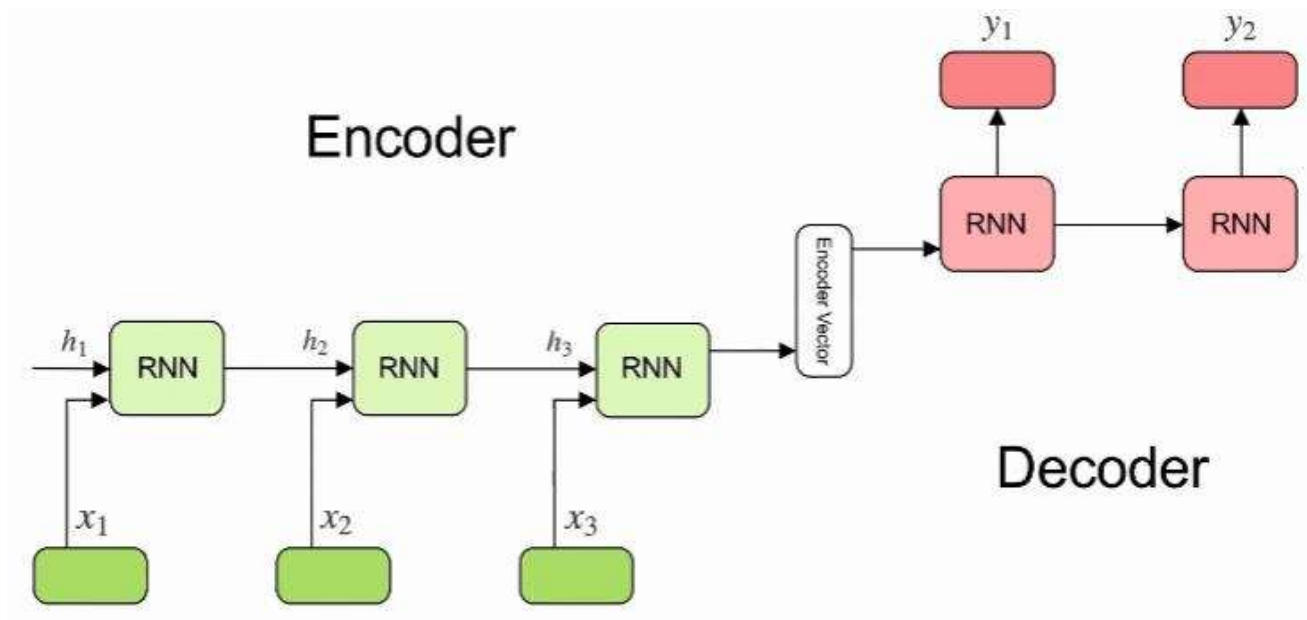 y1
y2
Encoder
RNN
RNN
Encoder Vector
h1
RNN
h2
RNN
h3
RNN
Decoder
x1
x2
x3